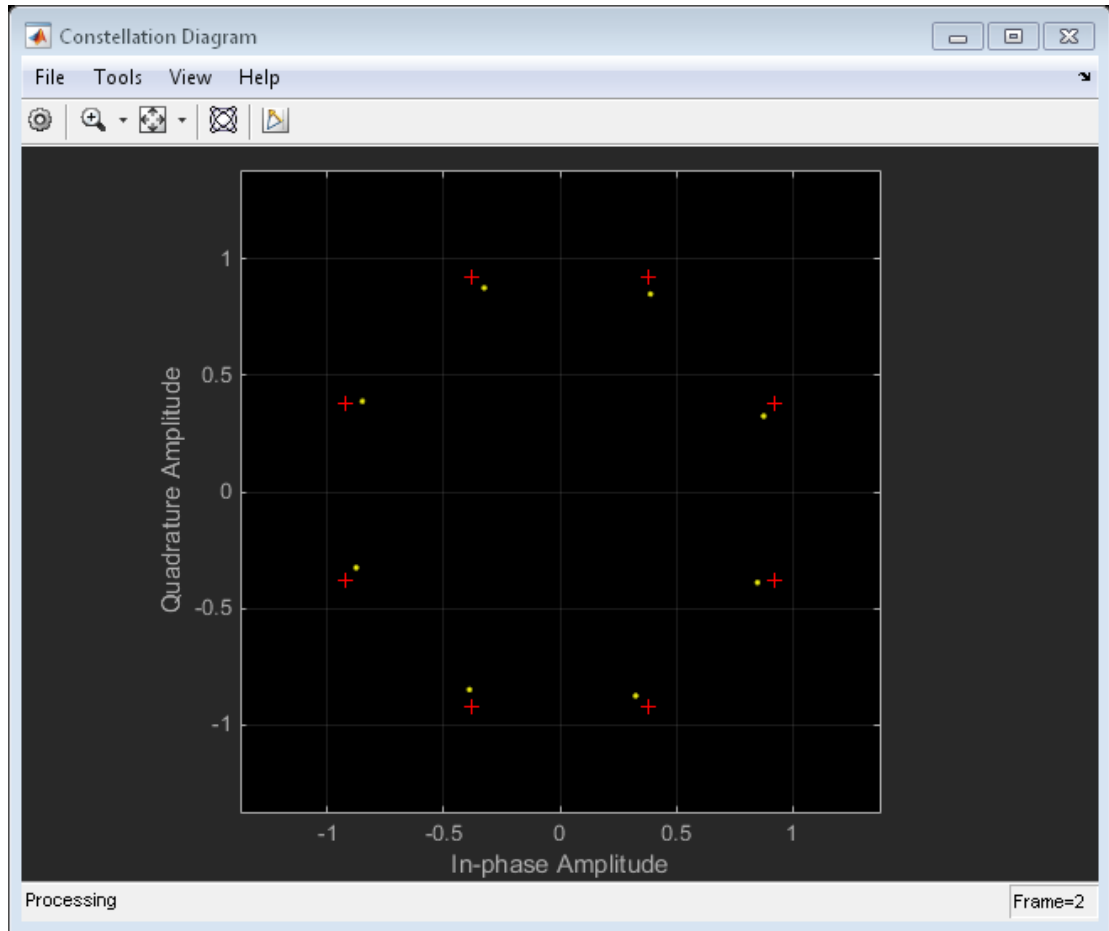 Constellation Diagram
File Tools View Help
1
0.5
0
-0.5
-1
Quadrature Amplitude
-1 -0.5 0 0.5 1
In-phase Amplitude
Processing Frame=2